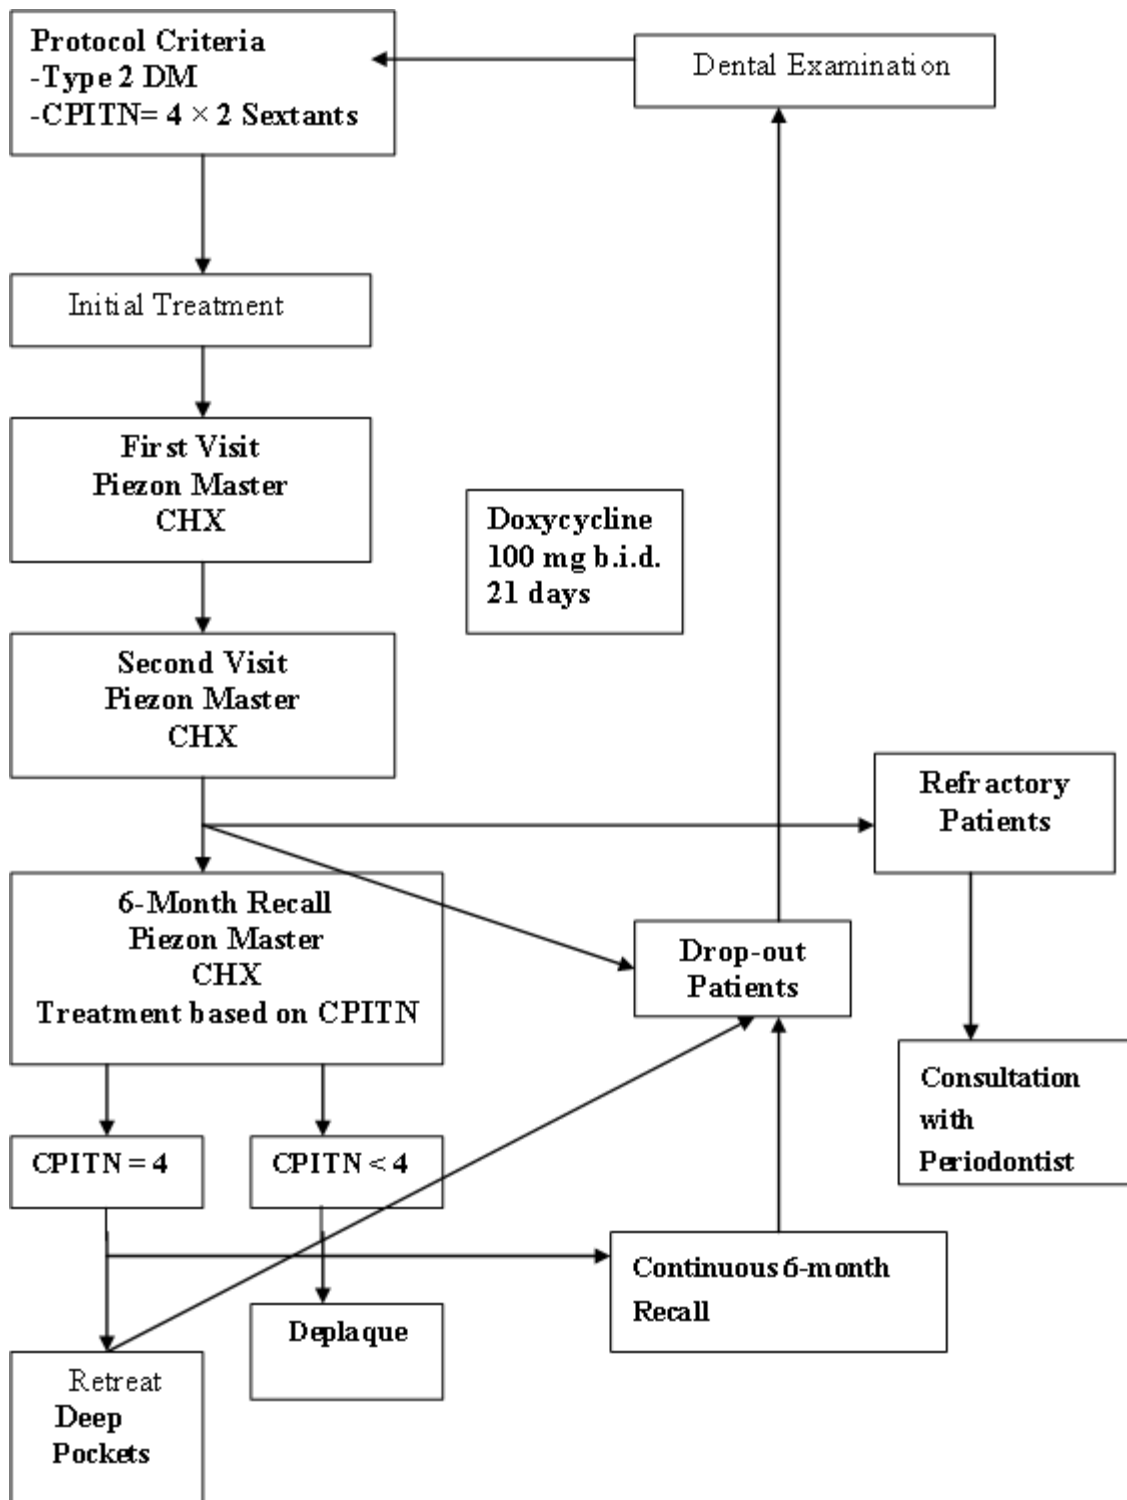 Protocol Criteria
-Type 2 DM
-CPITN= 4 × 2 Sextants
Dental Examination
Initial Treatment
First Visit
Piezon Master
CHX
Doxycycline
100 mg b.i.d.
21 days
Second Visit
Piezon Master
CHX
Refractory
Patients
6-Month Recall
Piezon Master
CHX
Treatment based on CPITN
Drop-out
Patients
Consultation
with
Periodontist
CPITN = 4
CPITN < 4
Continuous 6-month
Recall
Deplaque
Retreat
Deep
Pockets